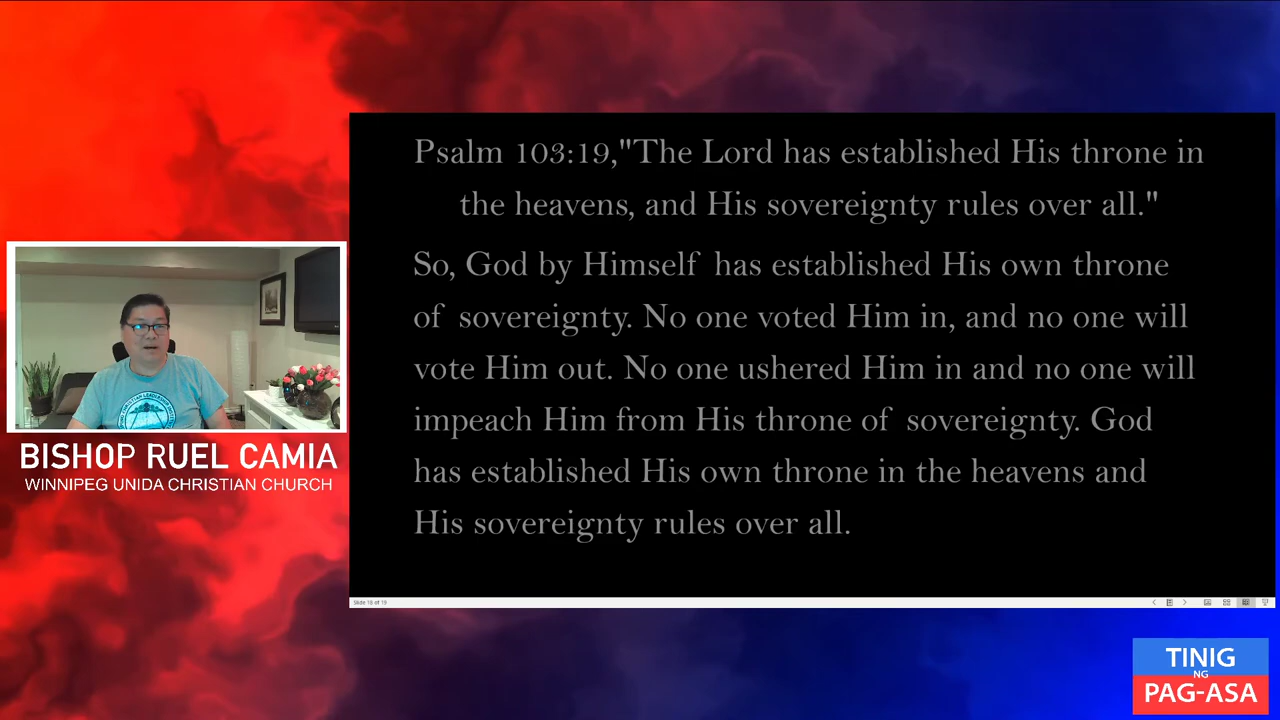 Psalm 103:19,"The Lord has established His throne in
the heavens, and His sovereignty rules over all."
So, God by Himself has established His own throne
of sovereignty. No one voted Him in, and no one will
vote Him out. No one ushered Him in and no one will
impeach Him from His throne of sovereignty. God
has established His own throne in the heavens and
His sovereignty rules over all.
BISHOP RUEL CAMIA
WINNIPEG UNIDA CHRISTIAN CHURCH
Slide 18 of 19
TINIG
NG
PAG-ASA